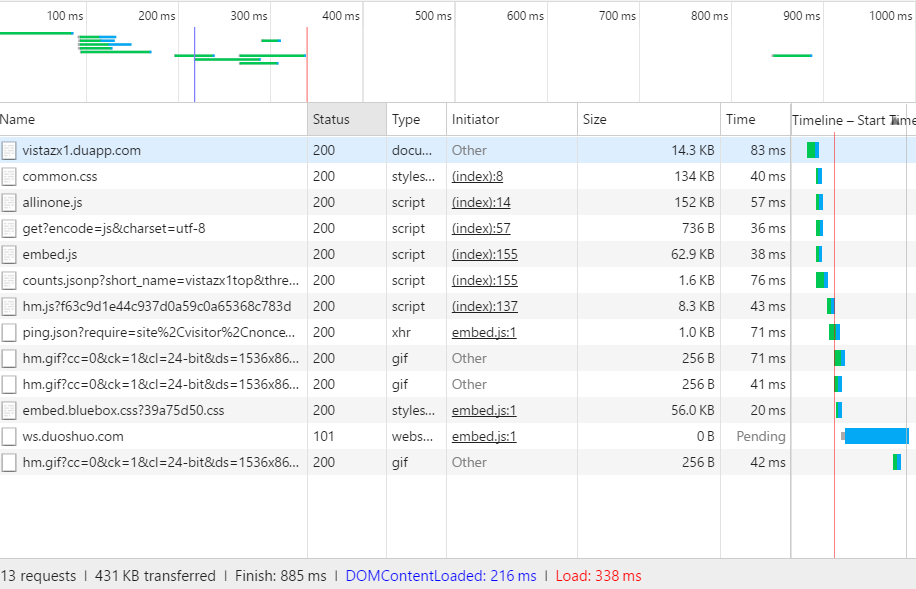 100 ms 200 ms 300 ms 400 ms 500 ms 600 ms 700 ms 800 ms 900 ms 1000 ms
Name Status Type Initiator Size Time Timeline – Start Time
vistazx1.duapp.com 200 docu... Other 14.3 KB 83 ms
common.css 200 styles... (index):8 134 KB 40 ms
allinone.js 200 script (index):14 152 KB 57 ms
get?encode=js&charset=utf-8 200 script (index):57 736 B 36 ms
embed.js 200 script (index):155 62.9 KB 38 ms
counts.jsonp?short_name=vistazx1top&thre... 200 script (index):155 1.6 KB 76 ms
hm.js?f63c9d1e44c937d0a59c0a65368c783d 200 script (index):137 8.3 KB 43 ms
ping.json?require=site%2Cvisitor%2Cnonce... 200 xhr embed.js:1 1.0 KB 71 ms
hm.gif?cc=0&ck=1&cl=24-bit&ds=1536x86... 200 gif Other 256 B 71 ms
hm.gif?cc=0&ck=1&cl=24-bit&ds=1536x86... 200 gif Other 256 B 41 ms
embed.bluebox.css?39a75d50.css 200 styles... embed.js:1 56.0 KB 20 ms
ws.duoshuo.com 101 webs... embed.js:1 0 B Pending
hm.gif?cc=0&ck=1&cl=24-bit&ds=1536x86... 200 gif Other 256 B 42 ms
13 requests | 431 KB transferred | Finish: 885 ms | DOMContentLoaded: 216 ms | Load: 338 ms